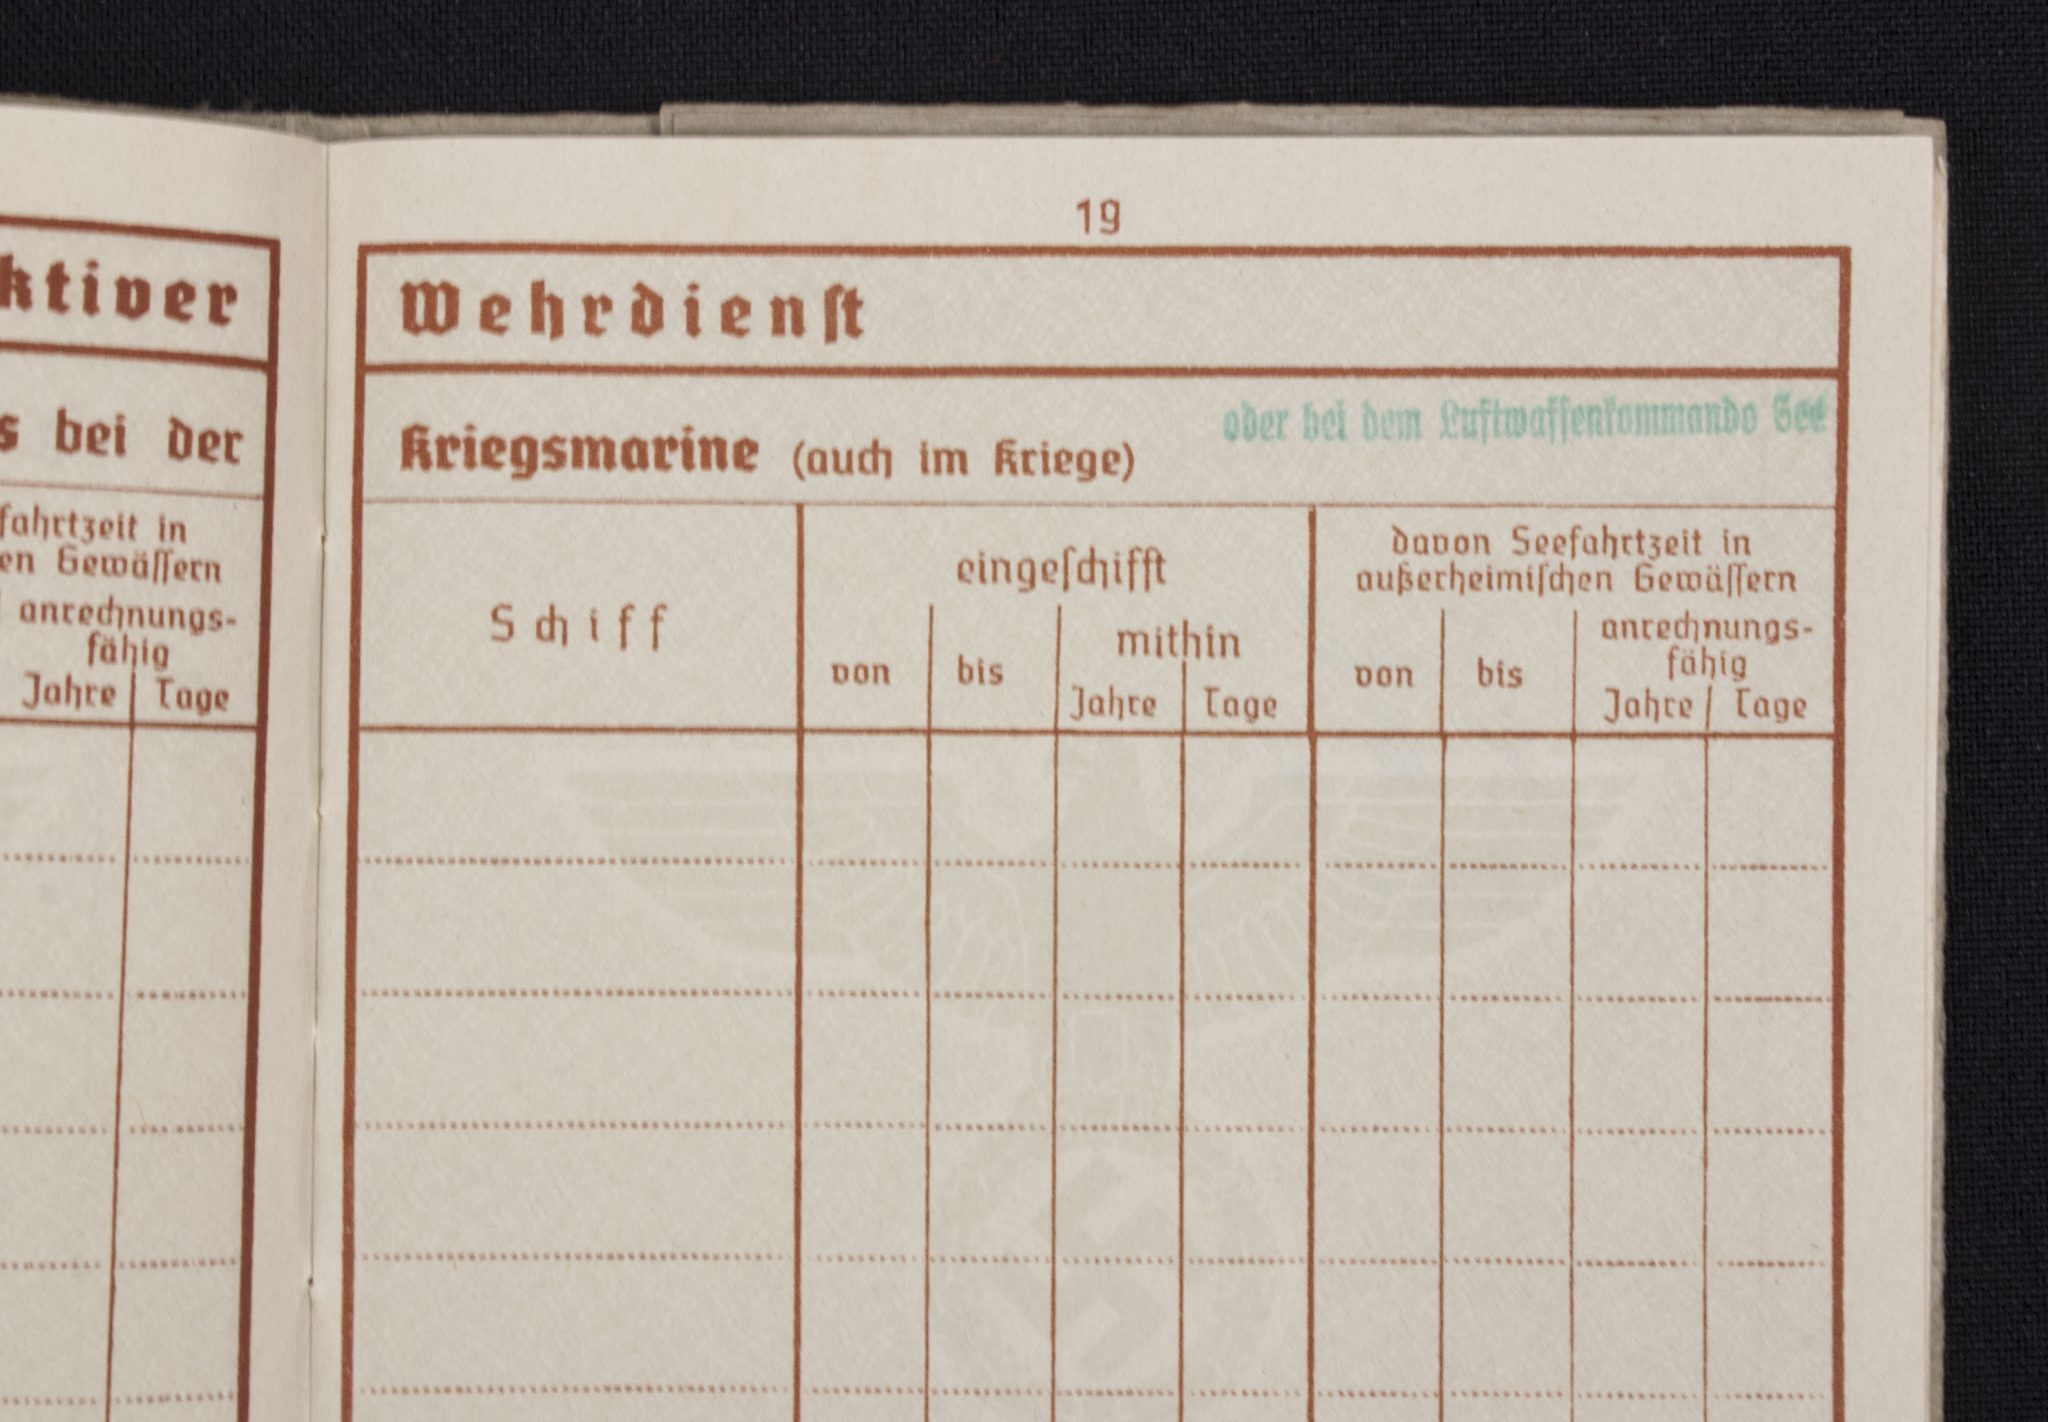 ktiver
s bei der
fahrtzeit in
en Gewässern
anrechnungs-
fähig
Jahre Tage
19
Wehrdienst
Kriegsmarine (auch im Kriege)
oder bei dem Luftwaffenkommando See
Schiff
eingeschifft
von bis
mithin
Jahre Tage
davon Seefahrtzeit in
außerheimischen Gewässern
von bis
anrechnungs-
fähig
Jahre Tage